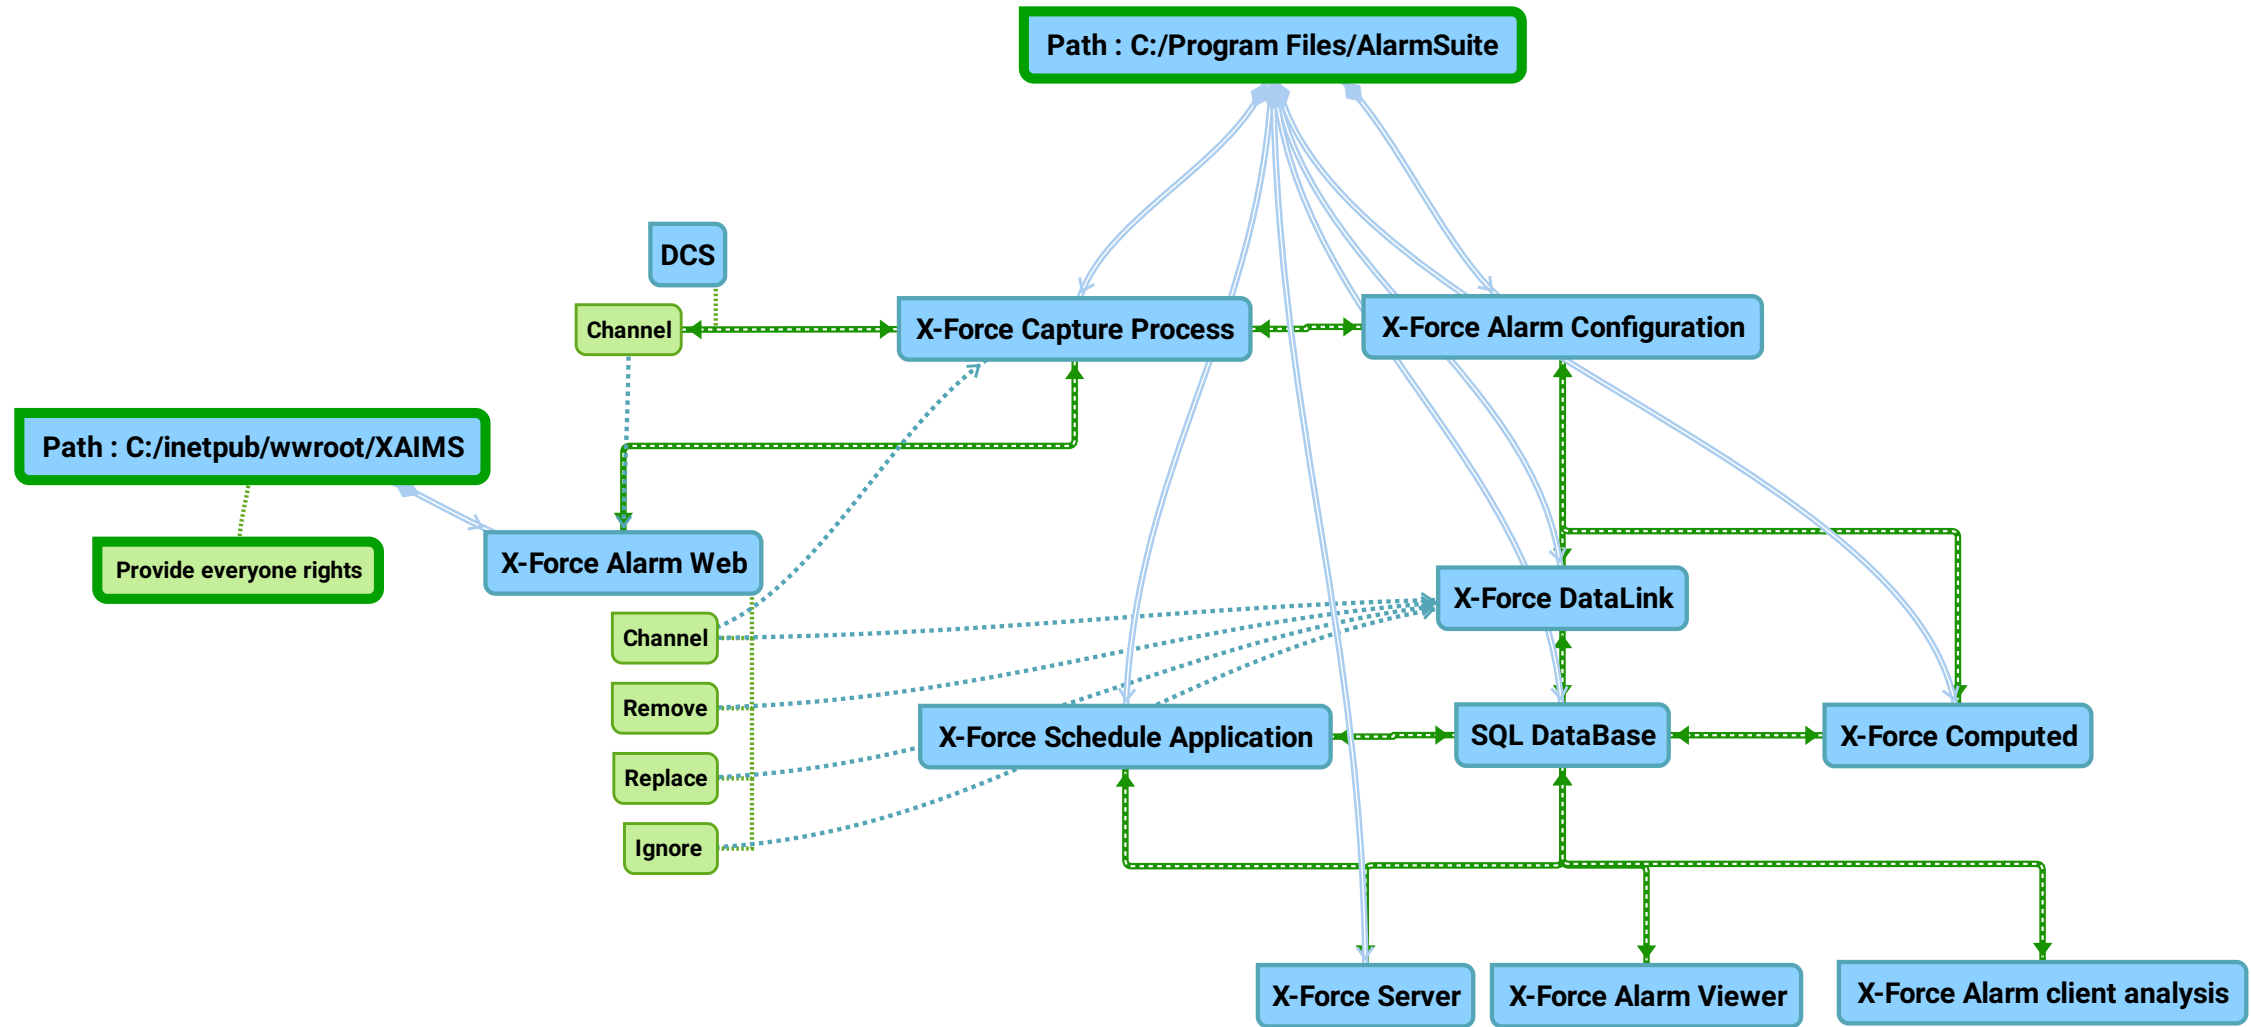 Path : C:/Program Files/AlarmSuite
DCS
Channel
X-Force Capture Process
X-Force Alarm Configuration
Path : C:/inetpub/wwroot/XAIMS
Provide everyone rights
X-Force Alarm Web
X-Force DataLink
Channel
Remove
X-Force Schedule Application
SQL DataBase
X-Force Computed
Replace
Ignore
X-Force Server
X-Force Alarm Viewer
X-Force Alarm client analysis